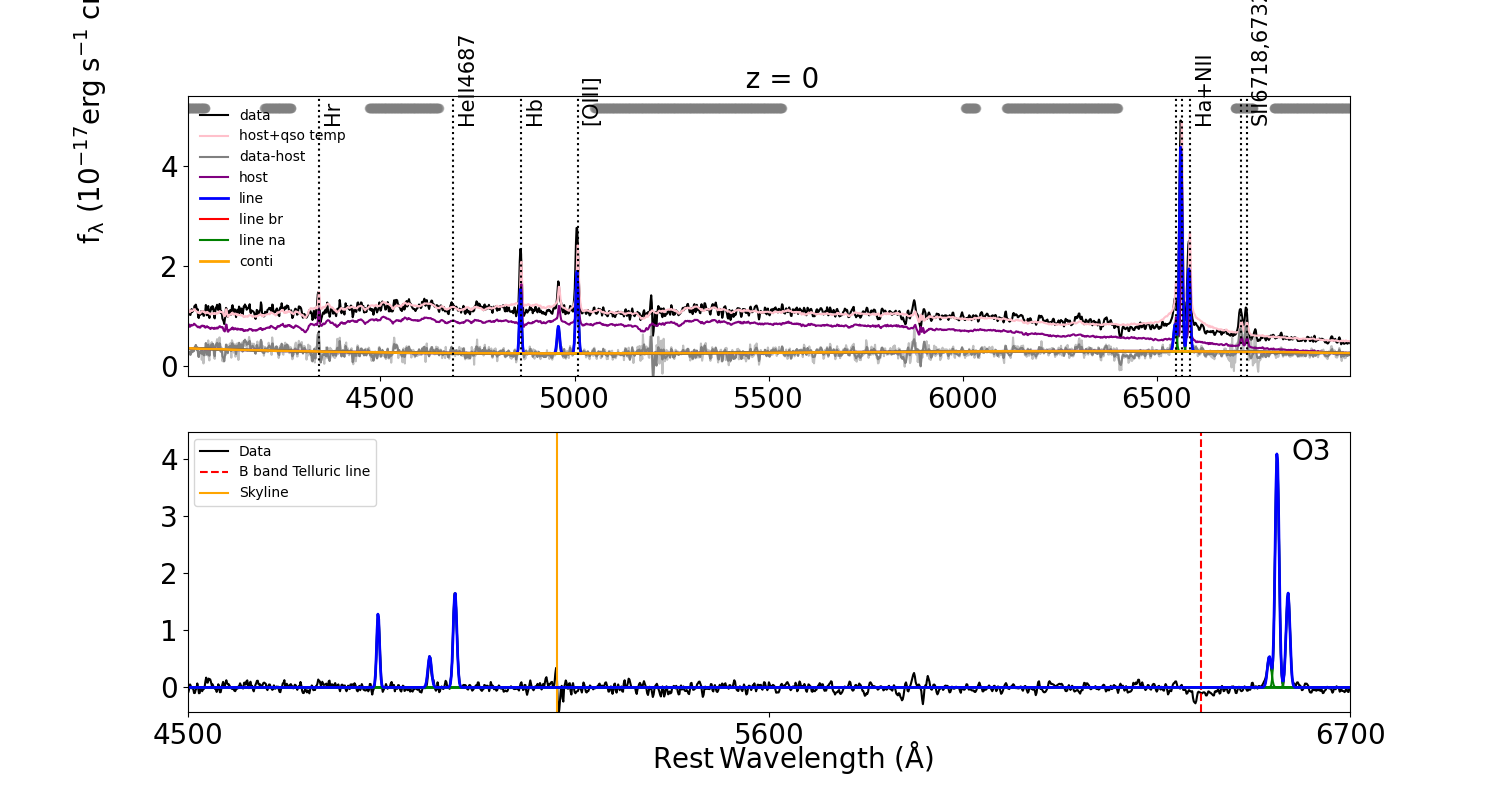 z = 0
f_λ (10^−17 erg s^−1
Hr
HeII4687
Hb
[OIII]
Ha+NII
SII6718,6732
data
host+qso temp
data-host
host
line
line br
line na
conti
4
2
0
4500
5000
5500
6000
6500
O3
Data
B band Telluric line
Skyline
4
3
2
1
0
4500
5600
6700
Rest Wavelength (Å)